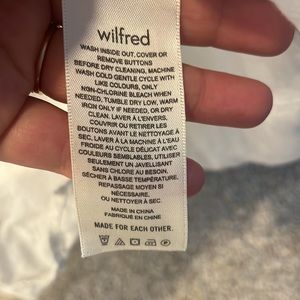 wilfred
WASH INSIDE OUT, COVER OR
REMOVE BUTTONS
BEFORE DRY CLEANING, MACHINE
WASH COLD GENTLE CYCLE WITH
LIKE COLOURS, ONLY
NON-CHLORINE BLEACH WHEN
NEEDED, TUMBLE DRY LOW, WARM
IRON ONLY IF NEEDED, OR DRY
CLEAN. LAVER À L'ENVERS,
COUVRIR OU RETIRER LES
BOUTONS AVANT LE NETTOYAGE À
SEC, LAVER À LA MACHINE À L'EAU
FROIDE AU CYCLE DÉLICAT AVEC
COULEURS SEMBLABLES, UTILISER
SEULEMENT UN JAVELLISANT
SANS CHLORE AU BESOIN,
SÉCHER À BASSE TEMPÉRATURE,
REPASSAGE MOYEN SI
NÉCESSAIRE,
OU NETTOYER À SEC.
MADE IN CHINA
FABRIQUÉ EN CHINE
MADE FOR EACH OTHER.